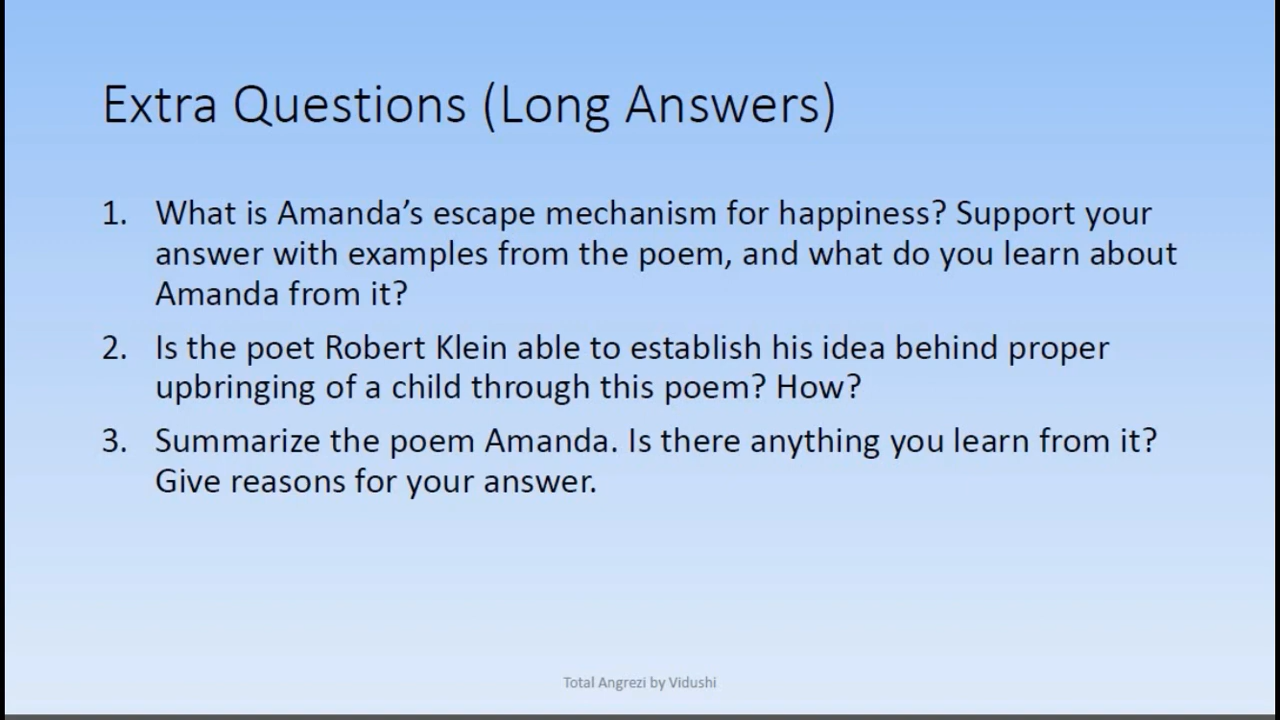 Extra Questions (Long Answers)
1. What is Amanda’s escape mechanism for happiness? Support your
answer with examples from the poem, and what do you learn about
Amanda from it?
2. Is the poet Robert Klein able to establish his idea behind proper
upbringing of a child through this poem? How?
3. Summarize the poem Amanda. Is there anything you learn from it?
Give reasons for your answer.
Total Angrezi by Vidushi